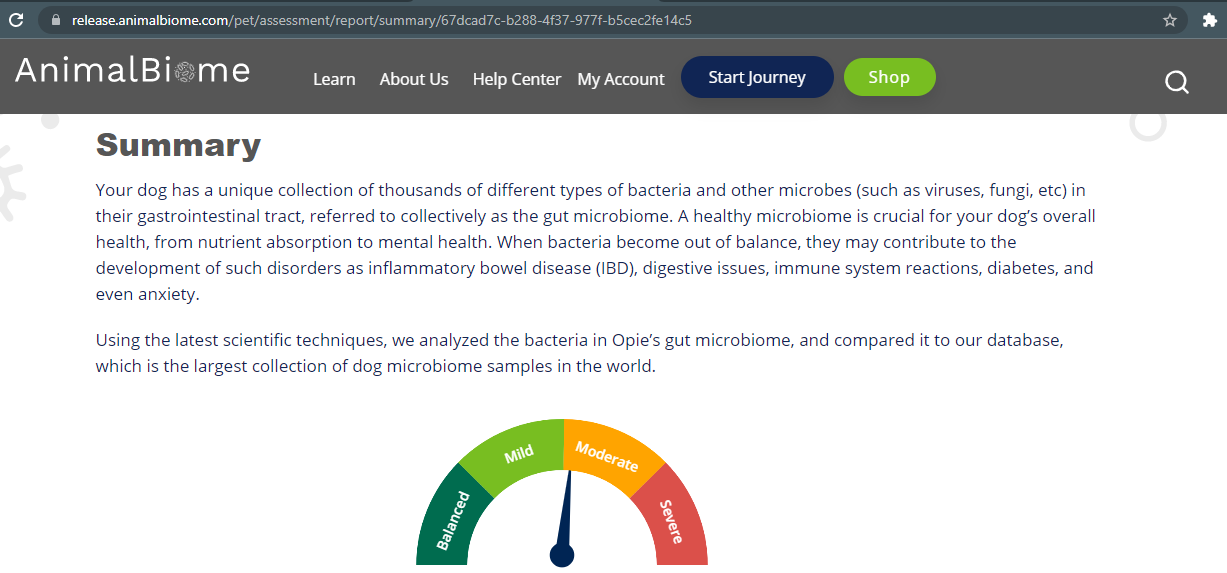 release.animalbiome.com/pet/assessment/report/summary/67dcad7c-b288-4f37-977f-b5cec2fe14c5
AnimalBiome
Learn About Us Help Center My Account Start Journey Shop
Summary
Your dog has a unique collection of thousands of different types of bacteria and other microbes (such as viruses, fungi, etc) in
their gastrointestinal tract, referred to collectively as the gut microbiome. A healthy microbiome is crucial for your dog’s overall
health, from nutrient absorption to mental health. When bacteria become out of balance, they may contribute to the
development of such disorders as inflammatory bowel disease (IBD), digestive issues, immune system reactions, diabetes, and
even anxiety.
Using the latest scientific techniques, we analyzed the bacteria in Opie’s gut microbiome, and compared it to our database,
which is the largest collection of dog microbiome samples in the world.
Balanced
Mild
Moderate
Severe